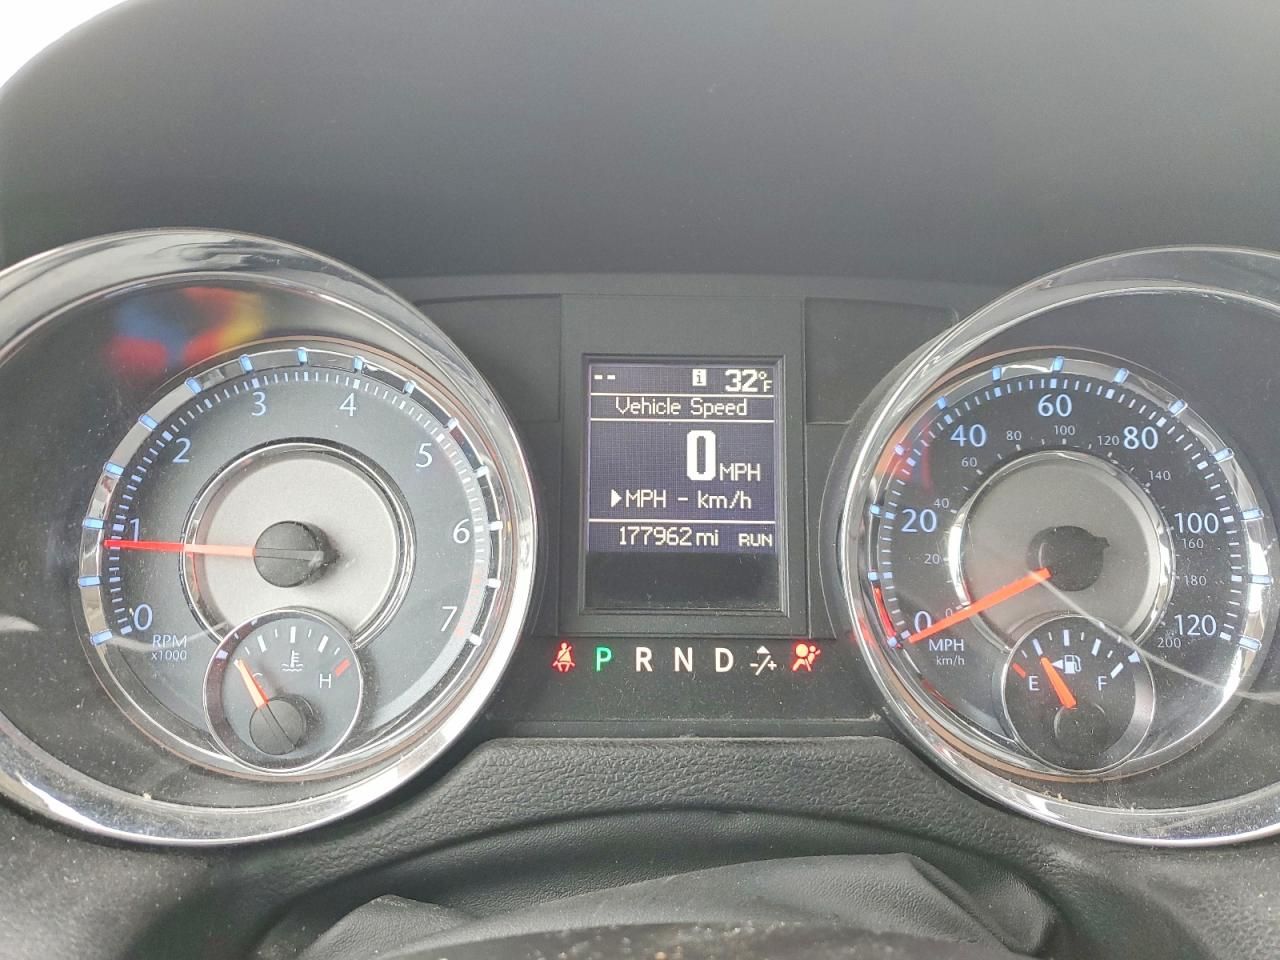 0
1
2
3
4
5
6
7
RPM
x1000
C
H
-- i 32°F
Vehicle Speed
0 MPH
▶MPH - km/h
177962 mi RUN
P R N D -/+
0
20
40
60
80
100
120
0
20
40
60
80
100
120
140
160
180
200
MPH
km/h
E
F